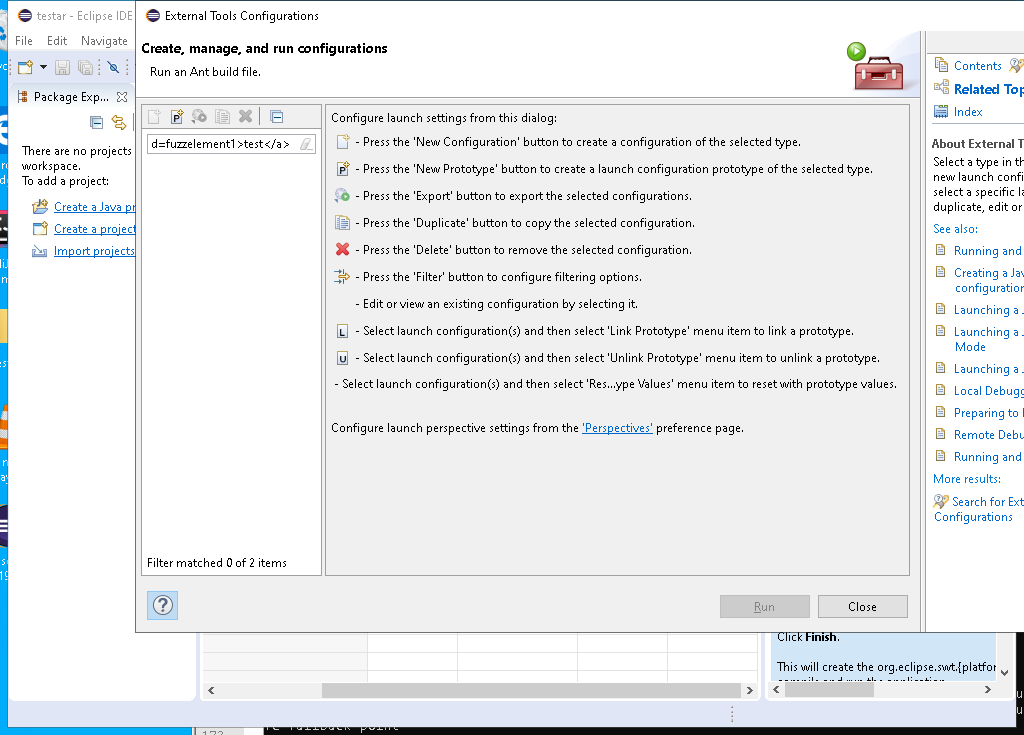 testar - Eclipse IDE
File Edit Navigate
Package Exp...
There are no projects
workspace.
To add a project:
Create a Java pr
Create a project
Import projects
External Tools Configurations
Create, manage, and run configurations
Run an Ant build file.
d=fuzzelement1>test</a>
Filter matched 0 of 2 items
Configure launch settings from this dialog:
- Press the 'New Configuration' button to create a configuration of the selected type.
- Press the 'New Prototype' button to create a launch configuration prototype of the selected type.
- Press the 'Export' button to export the selected configurations.
- Press the 'Duplicate' button to copy the selected configuration.
- Press the 'Delete' button to remove the selected configuration.
- Press the 'Filter' button to configure filtering options.
- Edit or view an existing configuration by selecting it.
L - Select launch configuration(s) and then select 'Link Prototype' menu item to link a prototype.
U - Select launch configuration(s) and then select 'Unlink Prototype' menu item to unlink a prototype.
- Select launch configuration(s) and then select 'Res...ype Values' menu item to reset with prototype values.
Configure launch perspective settings from the 'Perspectives' preference page.
?
Run Close
Contents
Related Top
Index
About External T
Select a type in th
new launch confi
select a specific la
duplicate, edit or
See also:
Running and
Creating a Jav
configuration
Launching a J
Launching a J
Mode
Launching a J
Local Debugg
Preparing to
Remote Debu
Running and
More results:
Search for Ext
Configurations
Click Finish.
This will create the org.eclipse.swt.{platfor